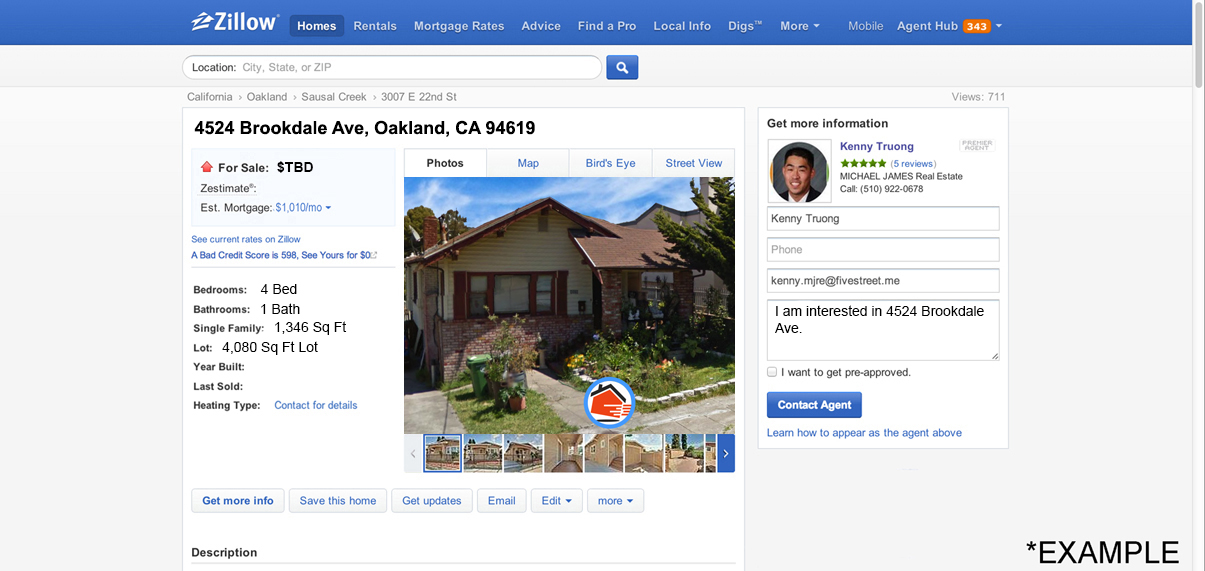 Zillow®
Homes Rentals Mortgage Rates Advice Find a Pro Local Info Digs™ More Mobile Agent Hub 343
Location: City, State, or ZIP
California › Oakland › Sausal Creek › 3007 E 22nd St
Views: 711
4524 Brookdale Ave, Oakland, CA 94619
For Sale: $TBD
Zestimate®:
Est. Mortgage: $1,010/mo
See current rates on Zillow
A Bad Credit Score is 598, See Yours for $0
Bedrooms: 4 Bed
Bathrooms: 1 Bath
Single Family: 1,346 Sq Ft
Lot: 4,080 Sq Ft Lot
Year Built:
Last Sold:
Heating Type: Contact for details
Photos Map Bird's Eye Street View
Get more info Save this home Get updates Email Edit more
Description
Get more information
Kenny Truong
PREMIER
AGENT
(5 reviews)
MICHAEL JAMES Real Estate
Call: (510) 922-0678
Kenny Truong
Phone
kenny.mjre@fivestreet.me
I am interested in 4524 Brookdale
Ave.
I want to get pre-approved.
Contact Agent
Learn how to appear as the agent above
*EXAMPLE